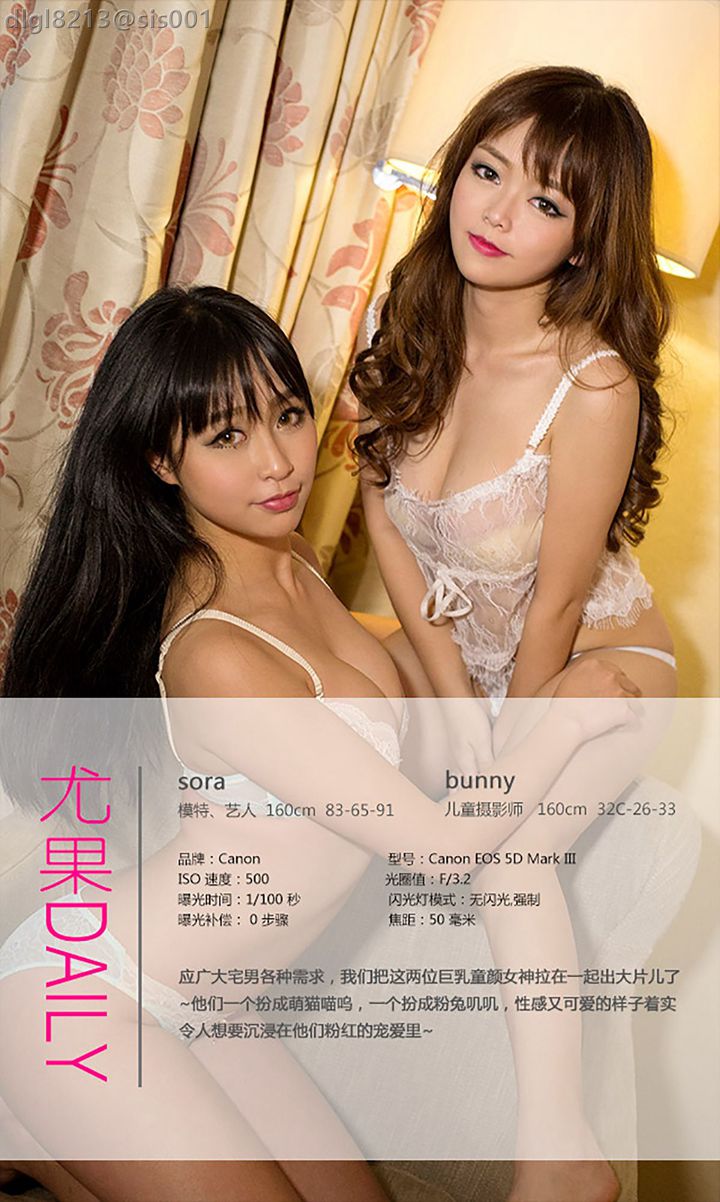 dlgl8213@sis001
尤果DAILY
sora
模特、艺人 160cm 83-65-91
bunny
儿童摄影师 160cm 32C-26-33
品牌：Canon
型号：Canon EOS 5D Mark III
ISO 速度：500
光圈值：F/3.2
曝光时间：1/100 秒
闪光灯模式：无闪光,强制
曝光补偿： 0 步骤
焦距：50 毫米
应广大宅男各种需求，我们把这两位巨乳童颜女神拉在一起出大片儿了
~他们一个扮成萌猫喵呜，一个扮成粉兔叽叽，性感又可爱的样子着实
令人想要沉浸在他们粉红的宠爱里~